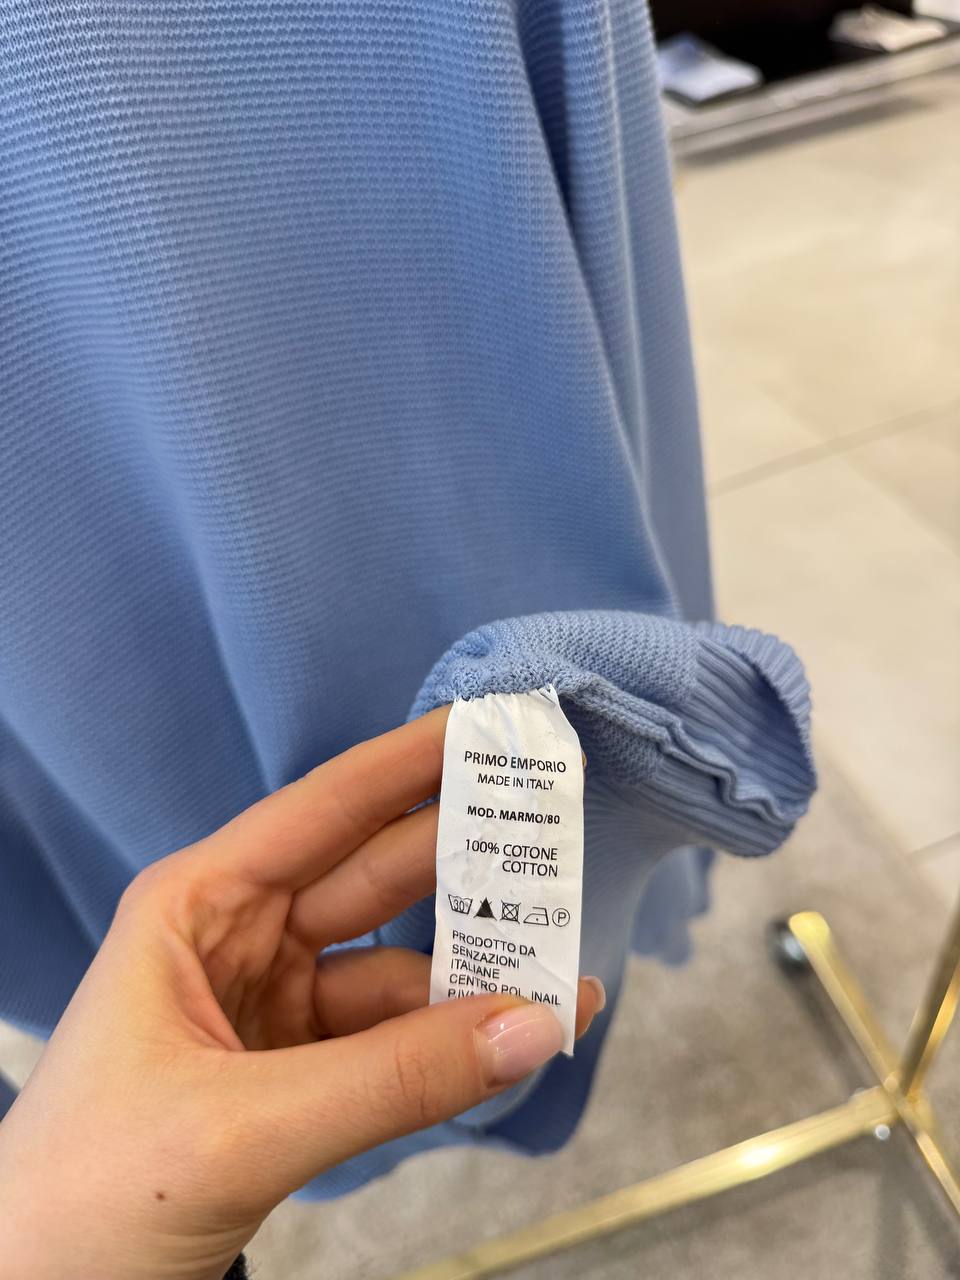 PRIMO EMPORIO
MADE IN ITALY
MOD. MARMO/80
100% COTONE
COTTON
30°
P
PRODOTTO DA
SENZAZIONI
ITALIANE
CENTRO POL. INAIL
P.IVA